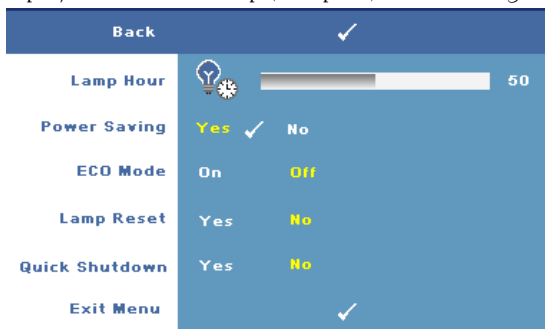 Back
Lamp Hour 50
Power Saving Yes No
ECO Mode On Off
Lamp Reset Yes No
Quick Shutdown Yes No
Exit Menu